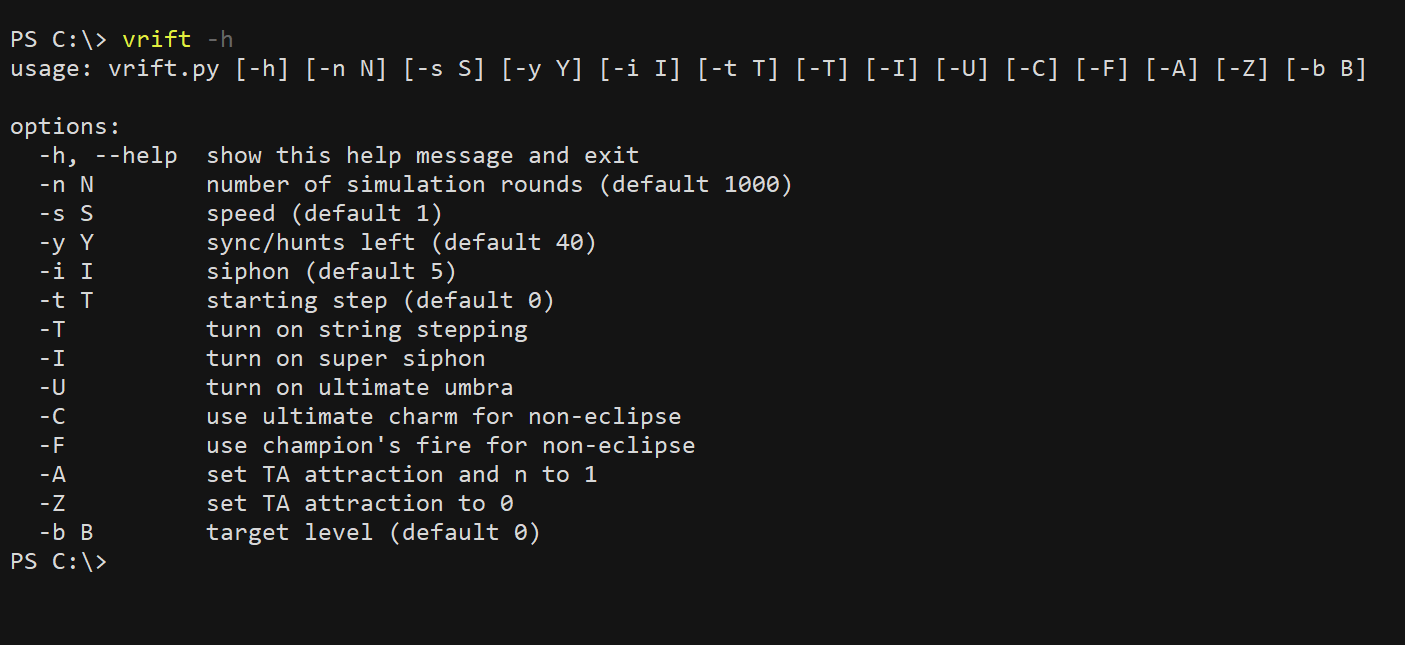 PS C:\> vrift -h
usage: vrift.py [-h] [-n N] [-s S] [-y Y] [-i I] [-t T] [-T] [-I] [-U] [-C] [-F] [-A] [-Z] [-b B]

options:
  -h, --help  show this help message and exit
  -n N        number of simulation rounds (default 1000)
  -s S        speed (default 1)
  -y Y        sync/hunts left (default 40)
  -i I        siphon (default 5)
  -t T        starting step (default 0)
  -T          turn on string stepping
  -I          turn on super siphon
  -U          turn on ultimate umbra
  -C          use ultimate charm for non-eclipse
  -F          use champion's fire for non-eclipse
  -A          set TA attraction and n to 1
  -Z          set TA attraction to 0
  -b B        target level (default 0)
PS C:\>